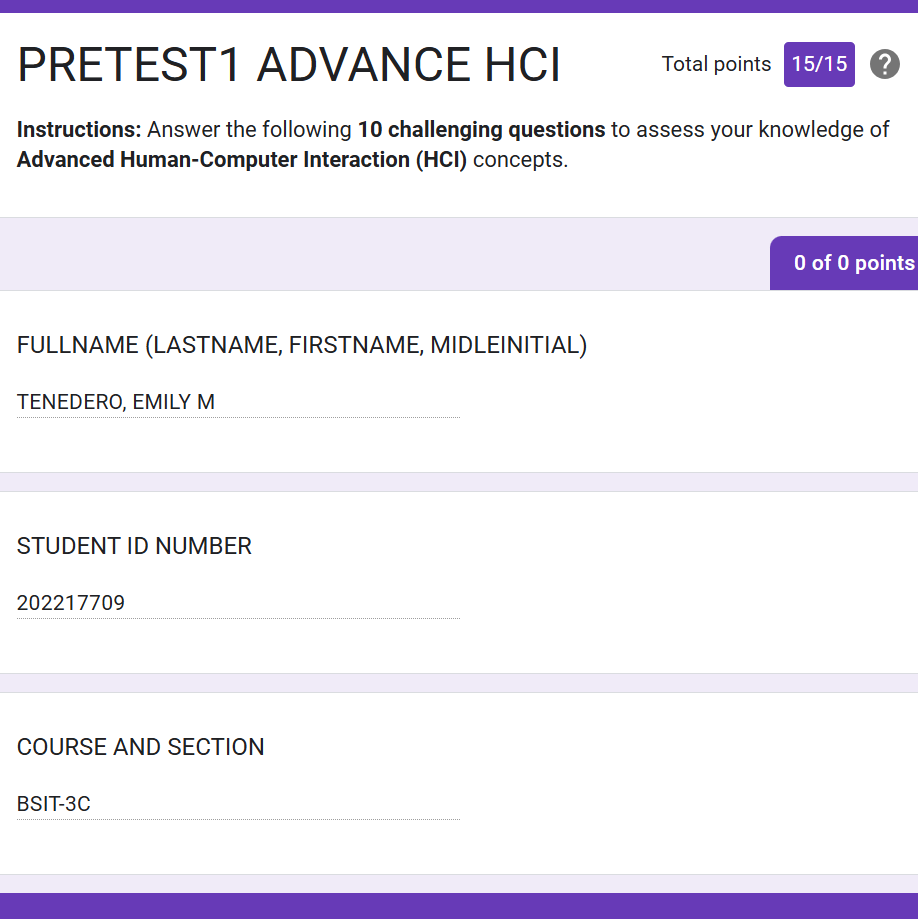 PRETEST1 ADVANCE HCI
Total points 15/15 ?
Instructions: Answer the following 10 challenging questions to assess your knowledge of
Advanced Human-Computer Interaction (HCI) concepts.
0 of 0 points
FULLNAME (LASTNAME, FIRSTNAME, MIDLEINITIAL)
TENEDERO, EMILY M
STUDENT ID NUMBER
202217709
COURSE AND SECTION
BSIT-3C